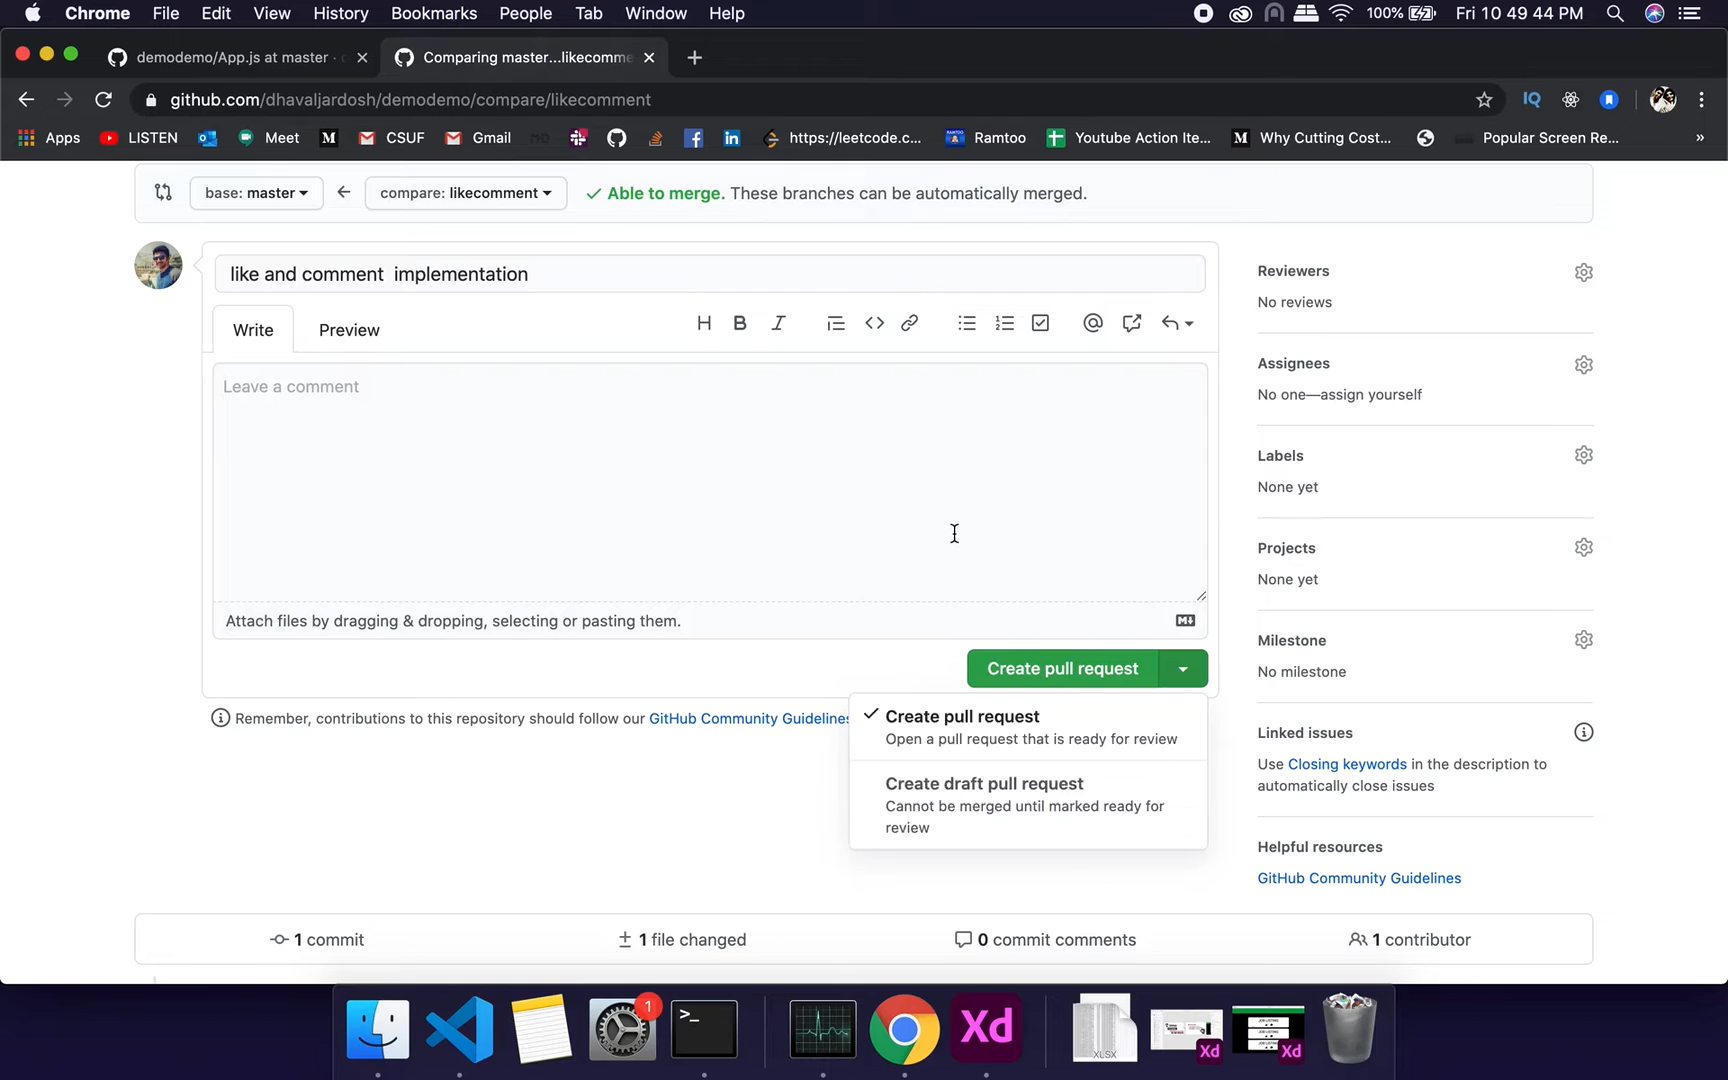 Chrome File Edit View History Bookmarks People Tab Window Help 100% Fri 10 49 44 PM
demodemo/App.js at master · Comparing master...likecomme
github.com/dhavaljardosh/demodemo/compare/likecomment IQ
Apps LISTEN Meet M CSUF Gmail https://leetcode.c... Ramtoo Youtube Action Ite... M Why Cutting Cost... Popular Screen Re... »
base: master compare: likecomment Able to merge. These branches can be automatically merged.
like and comment  implementation
Write Preview
Leave a comment
Attach files by dragging & dropping, selecting or pasting them.
Create pull request
Remember, contributions to this repository should follow our GitHub Community Guidelines
Create pull request
Open a pull request that is ready for review
Create draft pull request
Cannot be merged until marked ready for
review
Reviewers
No reviews
Assignees
No one—assign yourself
Labels
None yet
Projects
None yet
Milestone
No milestone
Linked issues
Use Closing keywords in the description to
automatically close issues
Helpful resources
GitHub Community Guidelines
1 commit 1 file changed 0 commit comments 1 contributor
1
>_
Xd
XLSX
Xd
Xd